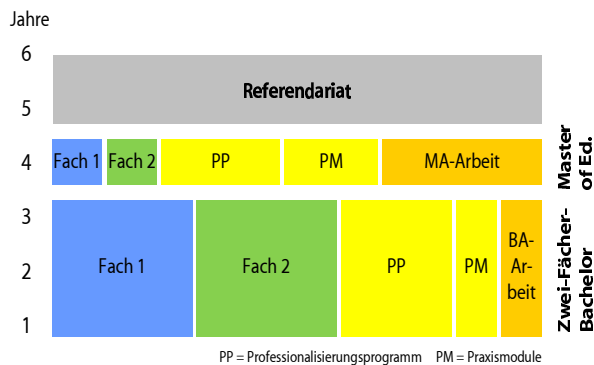 Jahre
6
Referendariat
5
4
Fach 1
Fach 2
PP
PM
MA-Arbeit
Master
of Ed.
3
2
1
Fach 1
Fach 2
PP
PM
BA-
Ar-
beit
Zwei-Fächer-
Bachelor
PP = Professionalisierungsprogramm PM = Praxismodule